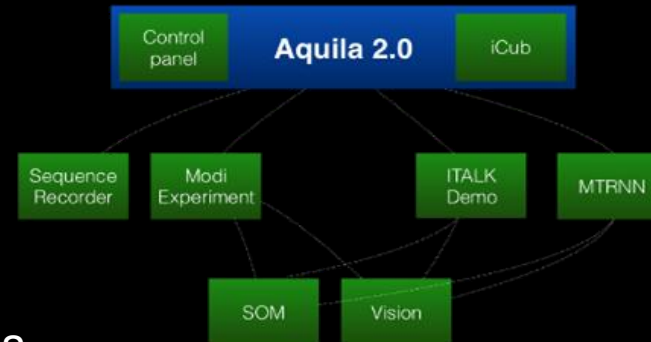 Control
panel
Aquila 2.0
iCub
Sequence
Recorder
Modi
Experiment
ITALK
Demo
MTRNN
SOM
Vision